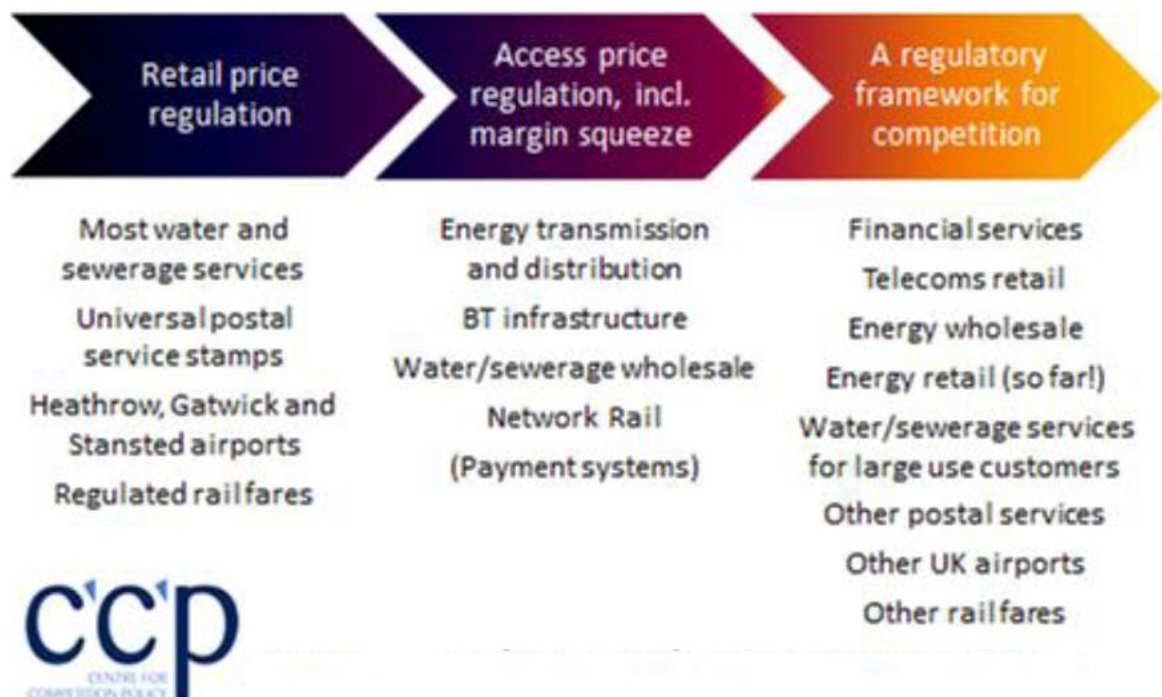 Retail price
regulation
Access price
regulation, incl.
margin squeeze
A regulatory
framework for
competition
Most water and
sewerage services
Universal postal
service stamps
Heathrow, Gatwick and
Stansted airports
Regulated rail fares
Energy transmission
and distribution
BT infrastructure
Water/sewerage wholesale
Network Rail
(Payment systems)
Financial services
Telecoms retail
Energy wholesale
Energy retail (so far!)
Water/sewerage services
for large use customers
Other postal services
Other UK airports
Other rail fares
ccp
CENTRE FOR
COMPETITION POLICY